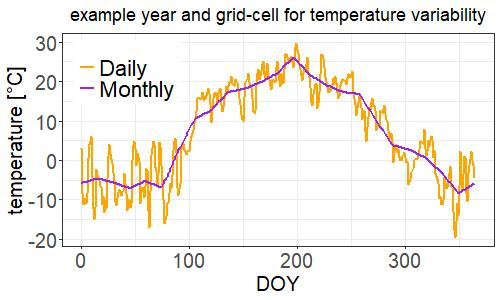 example year and grid-cell for temperature variability
temperature [°C]
30
20
10
0
-10
-20
Daily
Monthly
0
100
200
300
DOY